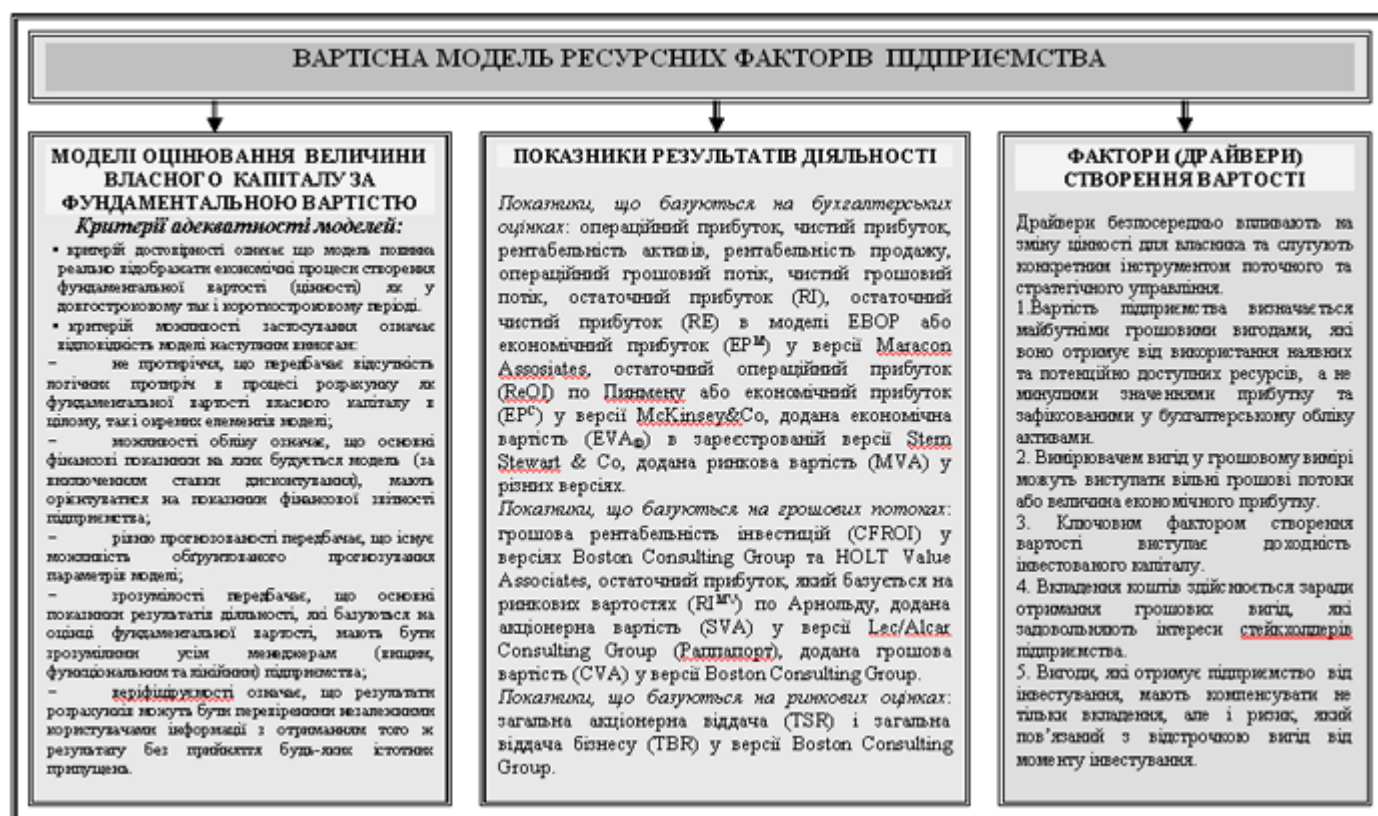 ВАРТІСНА МОДЕЛЬ РЕСУРСНИХ ФАКТОРІВ ПІДПРИЄМСТВА
МОДЕЛІ ОЦІНЮВАННЯ ВЕЛИЧИНИ
ВЛАСНОГО КАПІТАЛУ ЗА
ФУНДАМЕНТАЛЬНОЮ ВАРТІСТЮ
Критерії адекватності моделей:
▪ критерій достовірності означає що модель повинна
реально відображати економічні процеси створення
фундаментальної вартості (цінності) як у
довгостроковому так і короткостроковому періоді.
▪ критерій можливості застосування означає
відповідність моделі наступним вимогам:
– не протиріччя, що передбачає відсутність
логічних протиріч в процесі розрахунку як
фундаментальної вартості власного капіталу в
цілому, так і окремих елементів моделі;
– можливості обліку означає, що основні
фінансові показники на яких будується модель (за
виключенням ставки дисконтування), мають
орієнтуватися на показники фінансової звітності
підприємства;
– рівню прогнозованості передбачає, що існує
можливість обґрунтованого прогнозування
параметрів моделі;
– зрозумілості передбачає, що основні
показники результатів діяльності, які базуються на
оцінці фундаментальної вартості, мають бути
зрозумілими усім менеджерам (вищим,
функціональним та лінійним) підприємства;
– веріфіціруємості означає, що результати
розрахунків можуть бути перевіреними незалежними
користувачами інформації з отриманням того ж
результату без прийняття будь-яких істотних
припущень.
ПОКАЗНИКИ РЕЗУЛЬТАТІВ ДІЯЛЬНОСТІ
Показники, що базуються на бухгалтерських
оцінках: операційний прибуток, чистий прибуток,
рентабельність активів, рентабельність продажу,
операційний грошовий потік, чистий грошовий
потік, остаточний прибуток (RI), остаточний
чистий прибуток (RE) в моделі EBOP або
економічний прибуток (EPᴹ) у версії Maracon
Assosiates, остаточний операційний прибуток
(ReOI) по Пинмену або економічний прибуток
(EPᶜ) у версії McKinsey&Co, додана економічна
вартість (EVA®) в зареєстрованій версії Stern
Stewart & Co, додана ринкова вартість (MVA) у
різних версіях.
Показники, що базуються на грошових потоках:
грошова рентабельність інвестицій (CFROI) у
версіях Boston Consulting Group та HOLT Value
Associates, остаточний прибуток, який базується на
ринкових вартостях (RIᴹⱽ) по Арнольду, додана
акціонерна вартість (SVA) у версії Lec/Alcar
Consulting Group (Раппапорт), додана грошова
вартість (CVA) у версії Boston Consulting Group.
Показники, що базуються на ринкових оцінках:
загальна акціонерна віддача (TSR) і загальна
віддача бізнесу (TBR) у версії Boston Consulting
Group.
ФАКТОРИ (ДРАЙВЕРИ)
СТВОРЕННЯ ВАРТОСТІ
Драйвери безпосередньо впливають на
зміну цінності для власника та слугують
конкретним інструментом поточного та
стратегічного управління.
1.Вартість підприємства визначається
майбутніми грошовими вигодами, які
воно отримує від використання наявних
та потенційно доступних ресурсів, а не
минулими значеннями прибутку та
зафіксованими у бухгалтерському обліку
активами.
2. Вимірювачем вигід у грошовому вимірі
можуть виступати вільні грошові потоки
або величина економічного прибутку.
3. Ключовим фактором створення
вартості виступає доходність
інвестованого капіталу.
4. Вкладення коштів здійснюється заради
отримання грошових вигід, які
задовольняють інтереси стейкхолдерів
підприємства.
5. Вигоди, які отримує підприємство від
інвестування, мають компенсувати не
тільки вкладення, але і ризик, який
пов’язаний з відстрочкою вигід від
моменту інвестування.